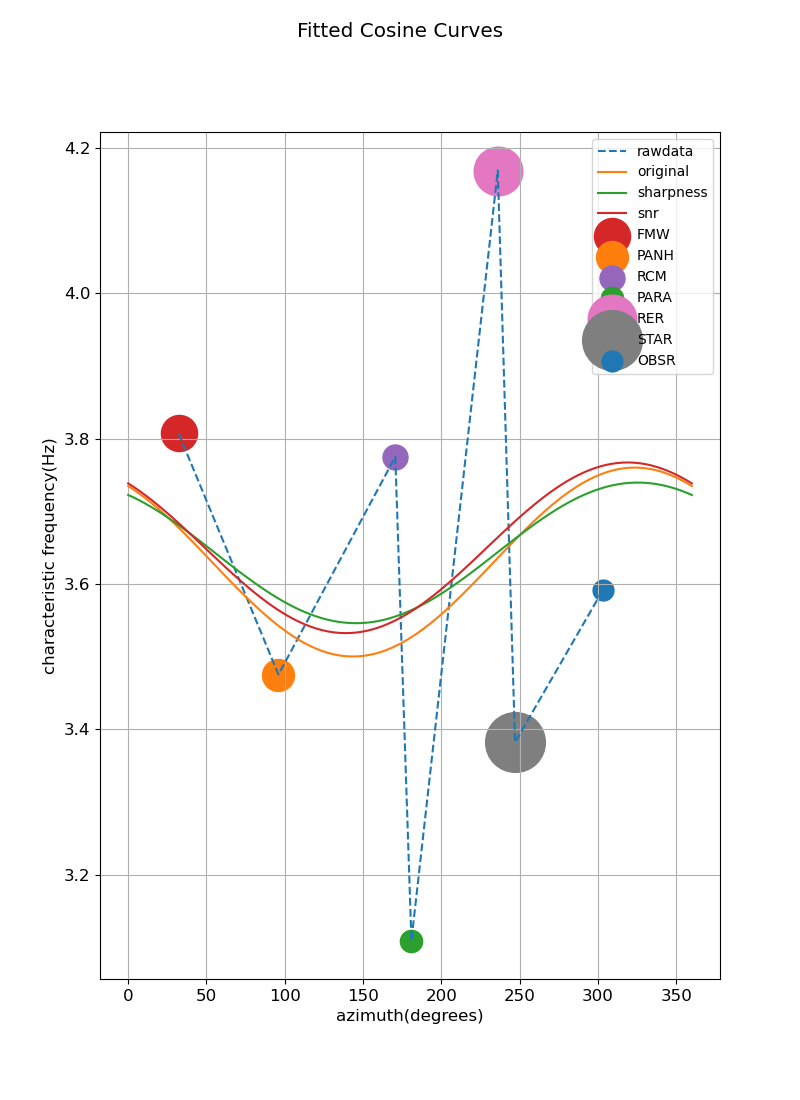 Fitted Cosine Curves
4.2
4.0
3.8
3.6
3.4
3.2
characteristic frequency(Hz)
rawdata
original
sharpness
snr
FMW
PANH
RCM
PARA
RER
STAR
OBSR
0 50 100 150 200 250 300 350
azimuth(degrees)